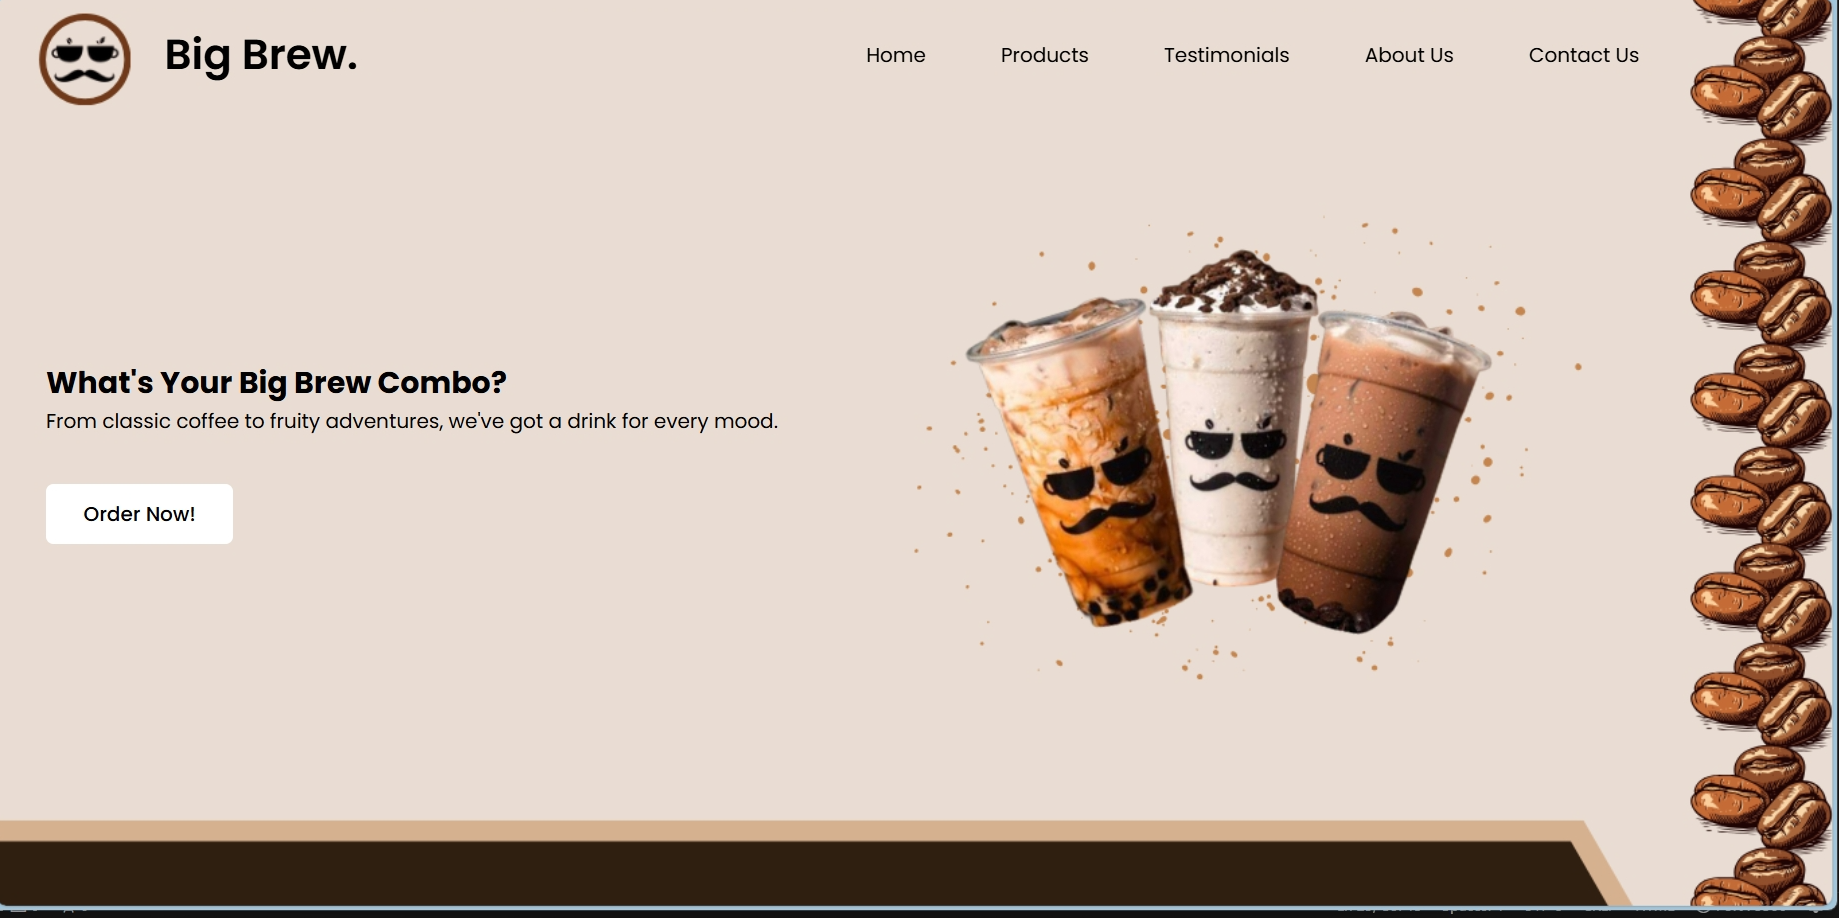 Big Brew.
Home Products Testimonials About Us Contact Us
What's Your Big Brew Combo?
From classic coffee to fruity adventures, we've got a drink for every mood.
Order Now!